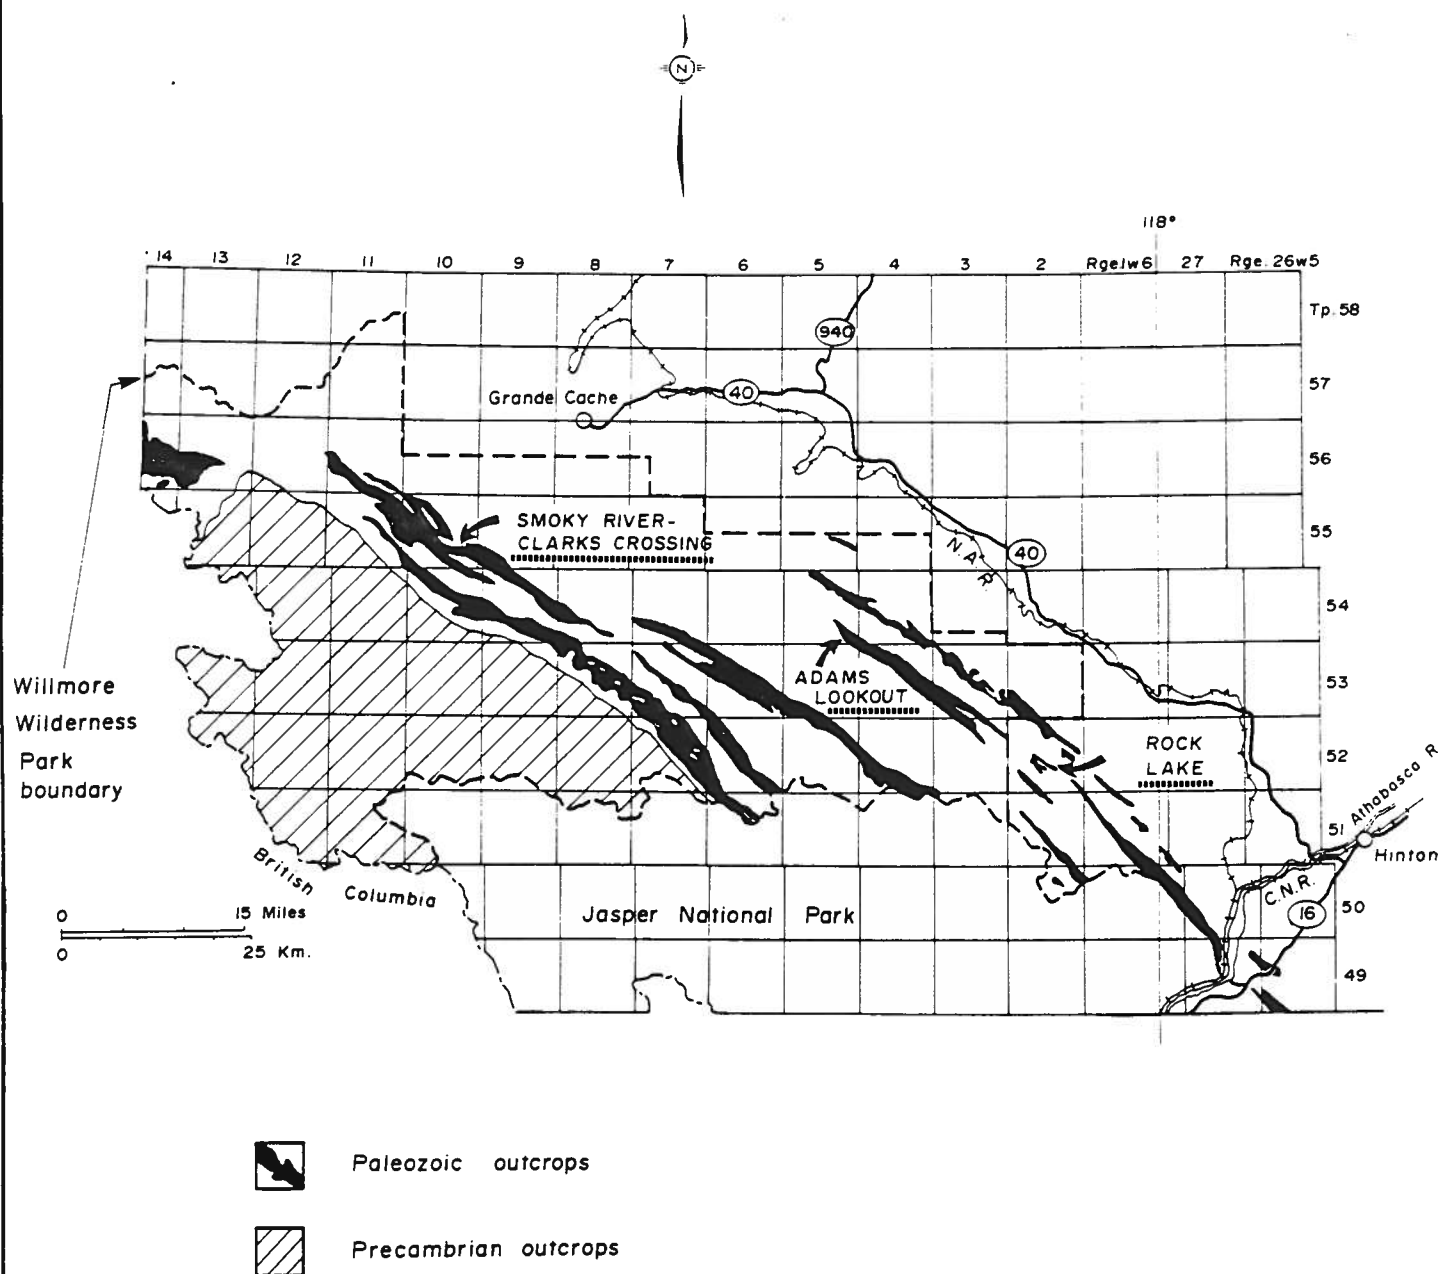 N
118°
14 13 12 11 10 9 8 7 6 5 4 3 2 Rge.1w6 27 Rge. 26w5
Tp. 58
940
57
Grande Cache
40
56
SMOKY RIVER-
CLARKS CROSSING
55
N.A.R.
40
54
ADAMS
LOOKOUT
53
Willmore
Wilderness
Park
boundary
ROCK
LAKE
52
Athabasca R
51
Hinton
British Columbia
C.N.R.
16
50
Jasper National Park
0 15 Miles
0 25 Km.
49
Paleozoic outcrops
Precambrian outcrops